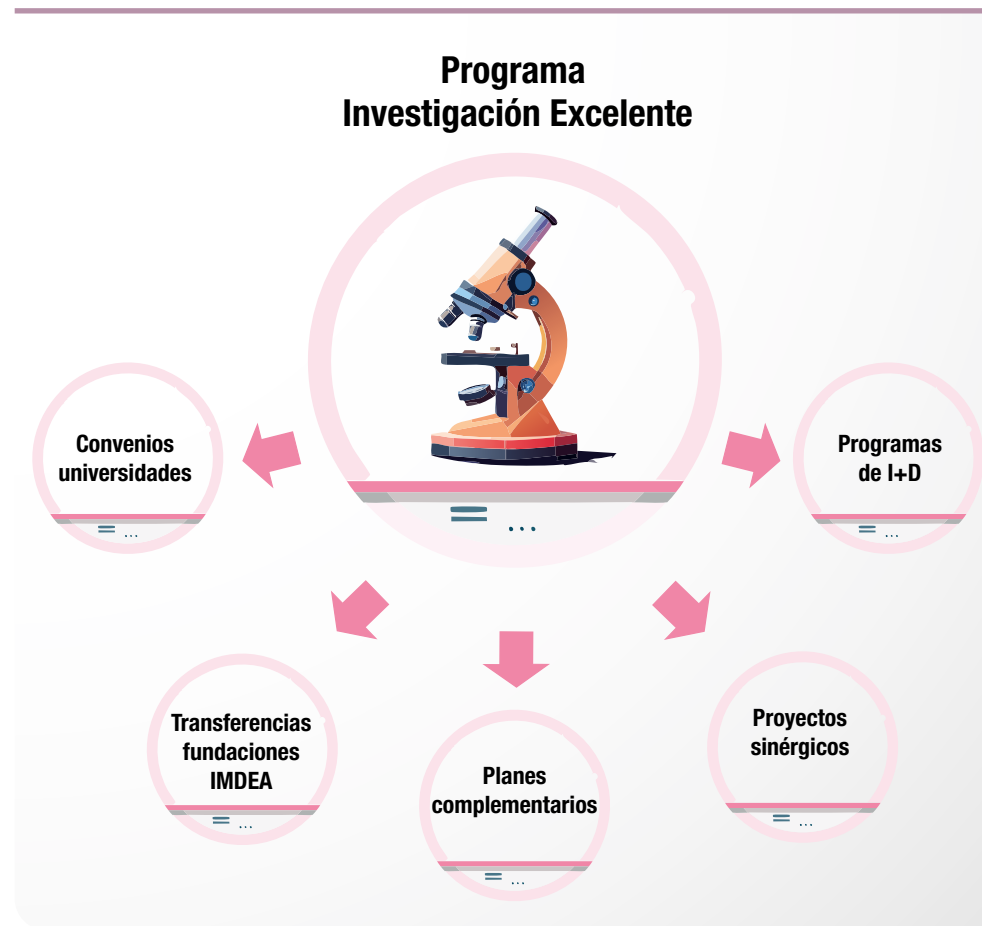 Programa
Investigación Excelente
Convenios
universidades
Programas
de I+D
Transferencias
fundaciones
IMDEA
Planes
complementarios
Proyectos
sinérgicos